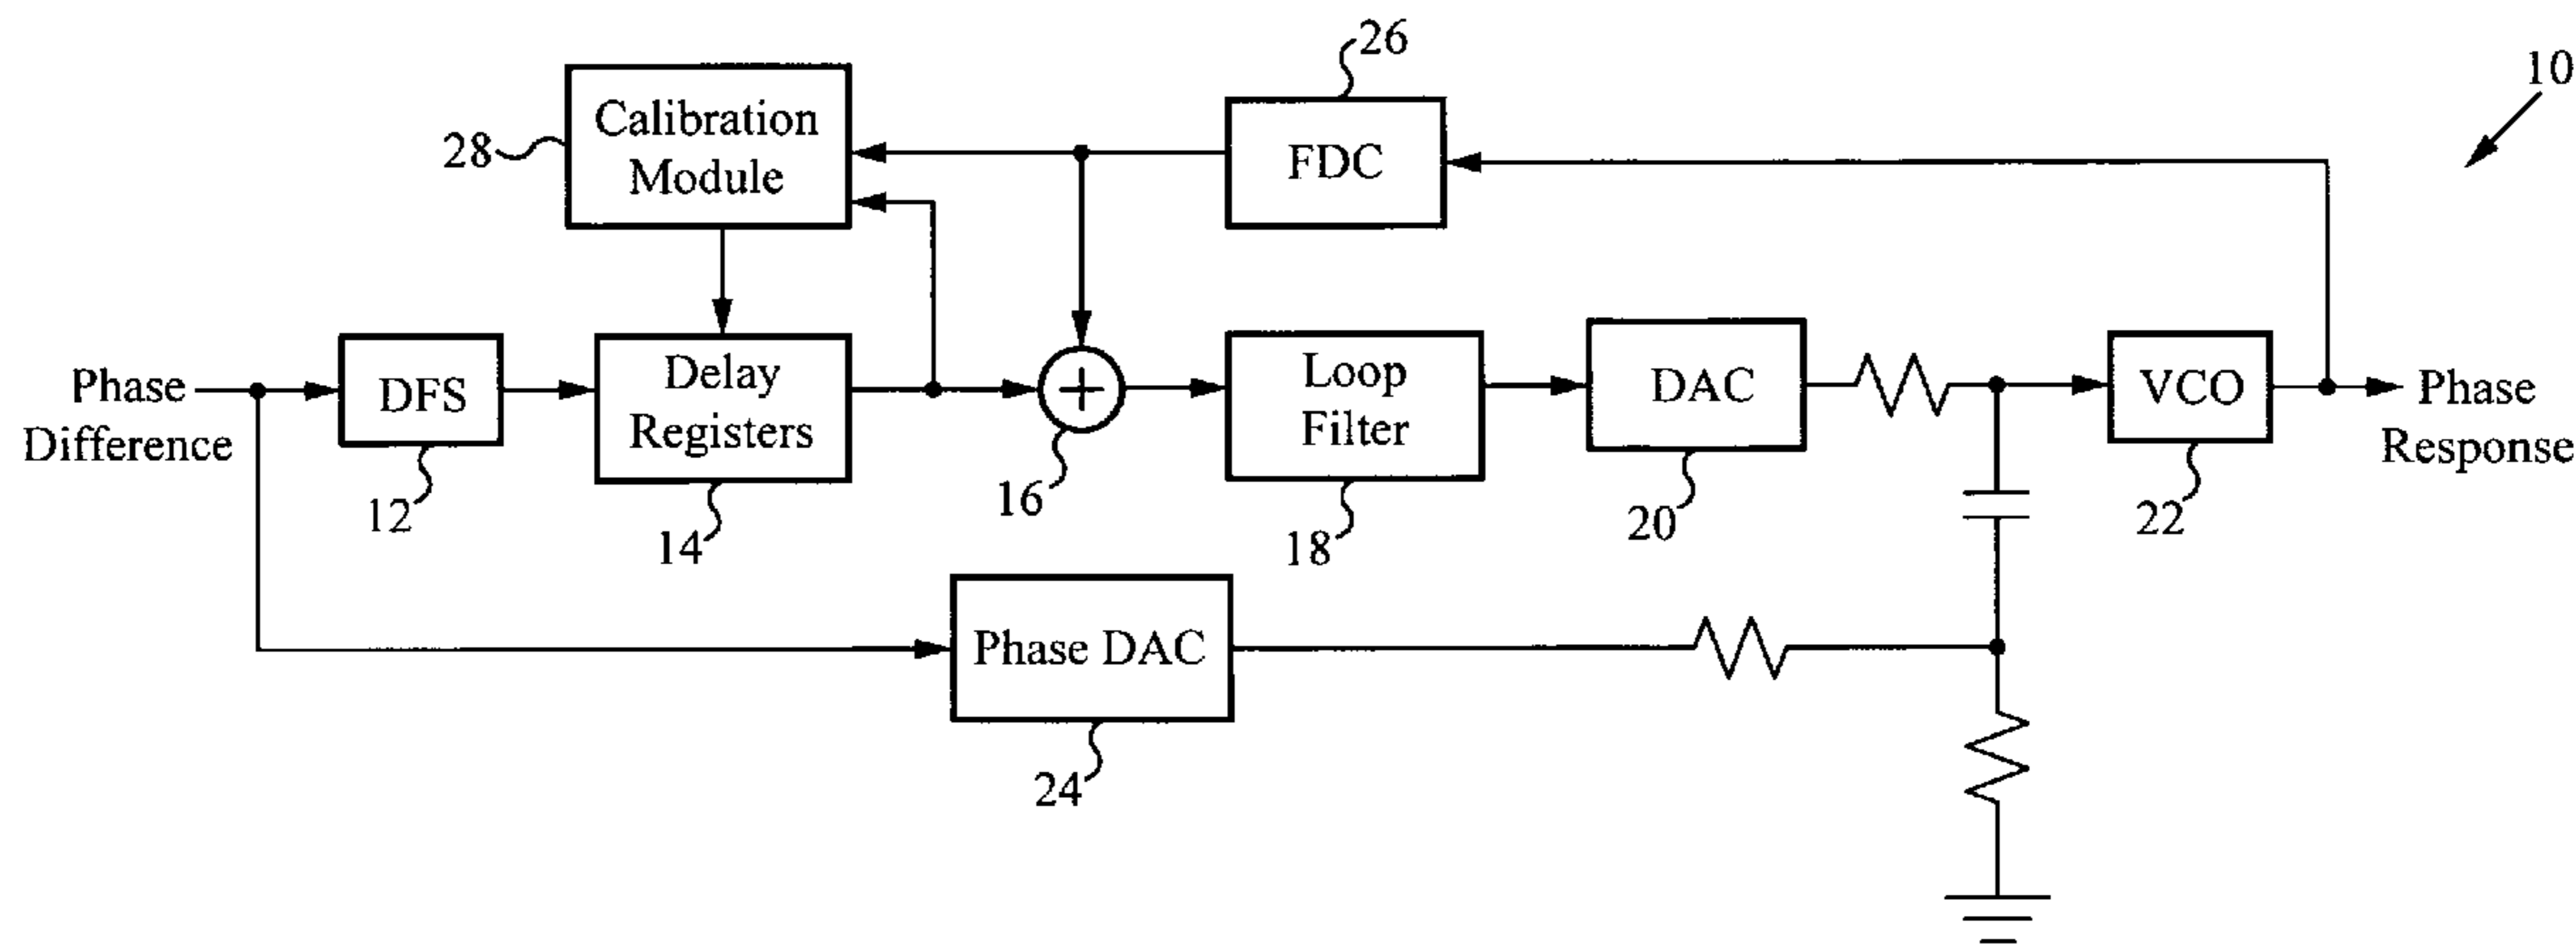 26
10
Calibration
Module
28
FDC
Phase
Difference
DFS
12
Delay
Registers
14
+
16
Loop
Filter
18
DAC
20
VCO
22
Phase
Response
Phase DAC
24